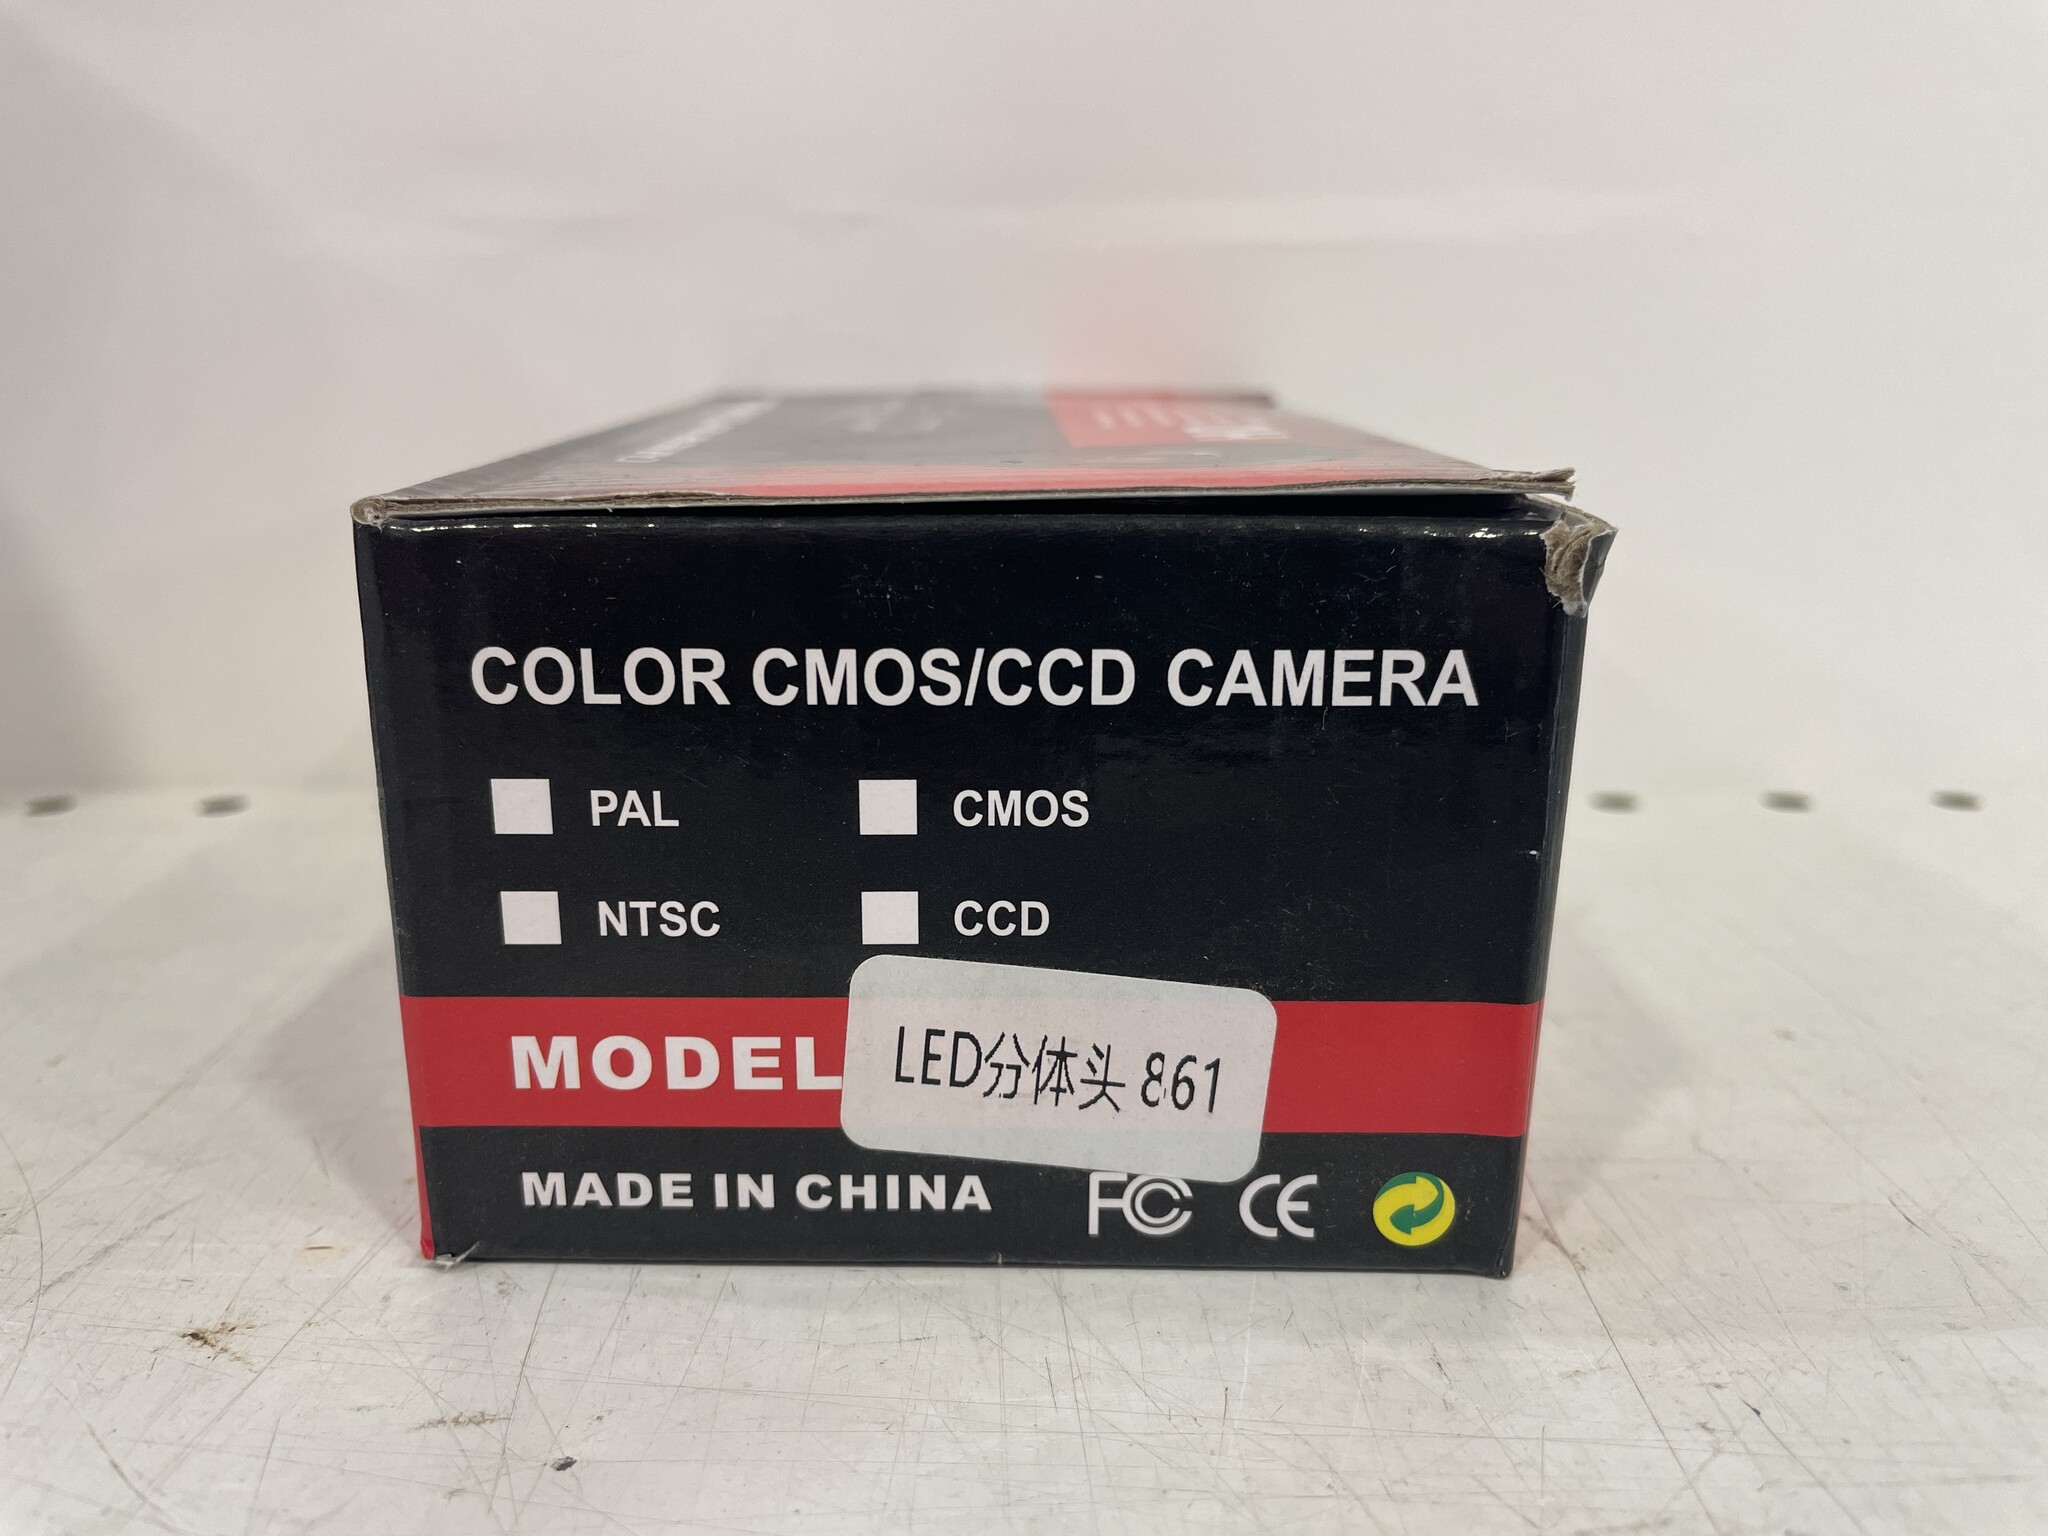 COLOR CMOS/CCD CAMERA
PAL
CMOS
NTSC
CCD
MODEL
LED分体头 861
MADE IN CHINA
FC CE